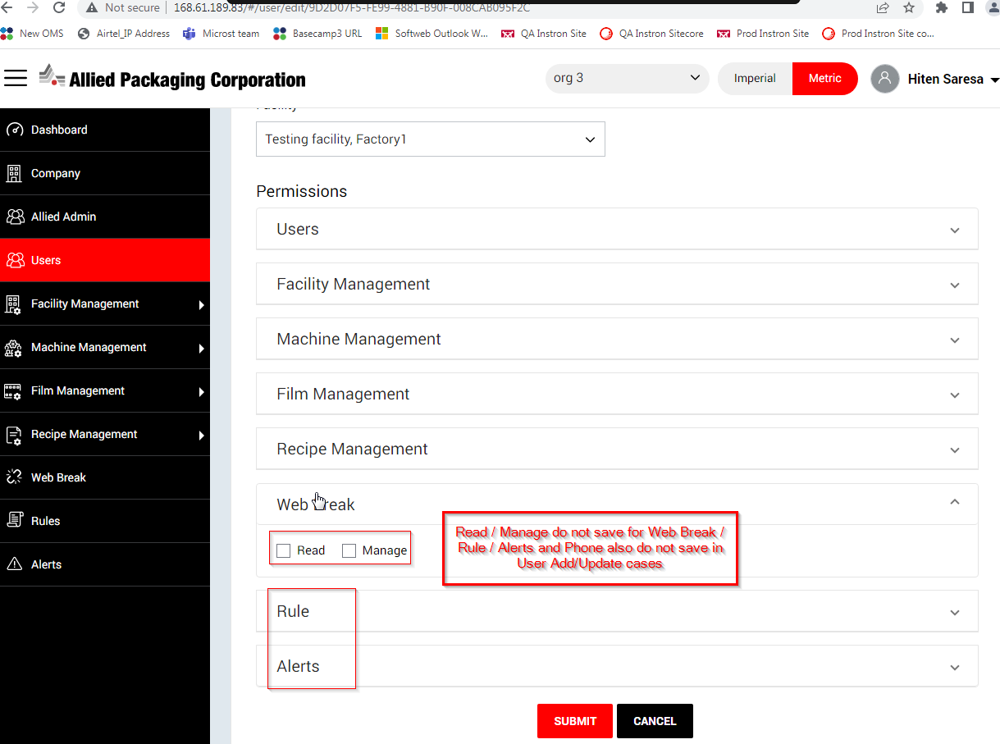 Not secure 168.61.189.83/#/user/edit/9D2D07F5-FE99-4881-B90F-008CAB095F2C
New OMS Airtel_IP Address Microst team Basecamp3 URL Softweb Outlook W... QA Instron Site QA Instron Sitecore Prod Instron Site Prod Instron Site co...
Allied Packaging Corporation
org 3
Imperial Metric
Hiten Saresa
Dashboard
Company
Allied Admin
Users
Facility Management
Machine Management
Film Management
Recipe Management
Web Break
Rules
Alerts
Facility
Testing facility, Factory1
Permissions
Users
Facility Management
Machine Management
Film Management
Recipe Management
Web Break
Read Manage
Read / Manage do not save for Web Break /
Rule / Alerts and Phone also do not save in
User Add/Update cases
Rule
Alerts
SUBMIT CANCEL